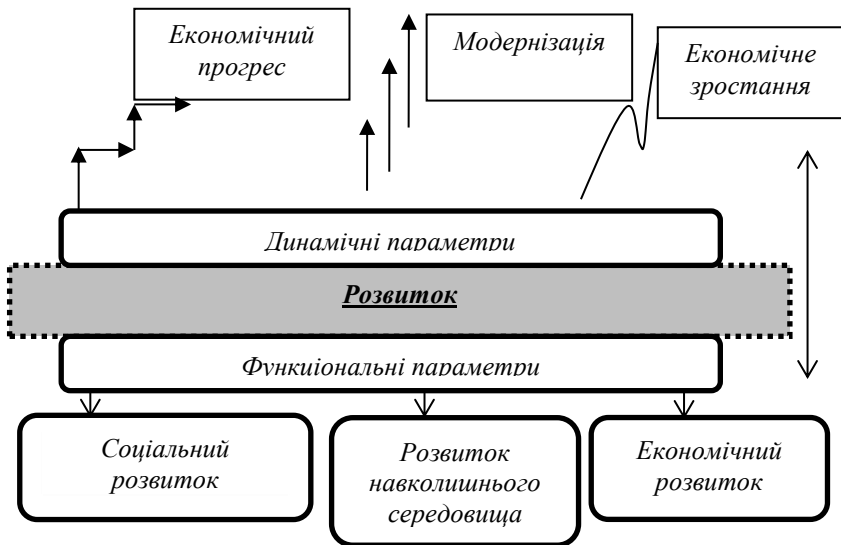 Економічний
прогрес
Модернізація
Економічне
зростання
Динамічні параметри
Розвиток
Функціональні параметри
Соціальний
розвиток
Розвиток
навколишнього
середовища
Економічний
розвиток